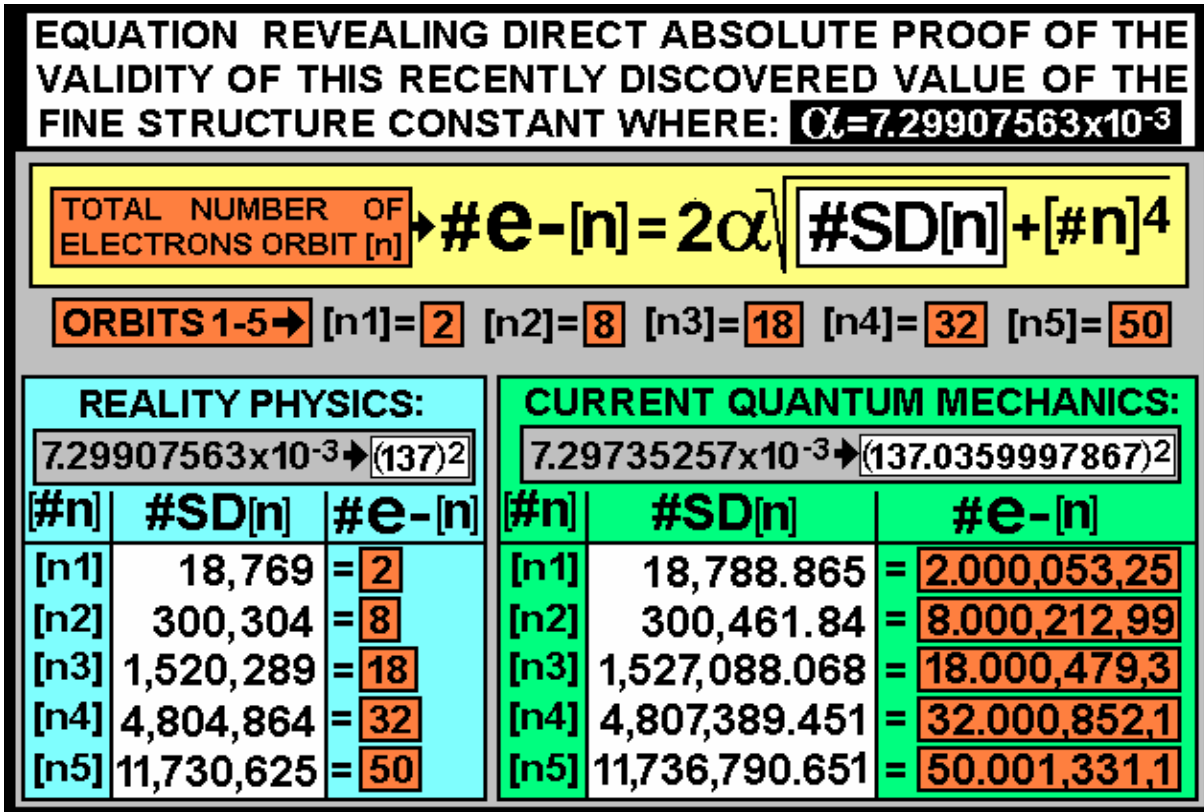 EQUATION REVEALING DIRECT ABSOLUTE PROOF OF THE
VALIDITY OF THIS RECENTLY DISCOVERED VALUE OF THE
FINE STRUCTURE CONSTANT WHERE: α=7.29907563x10-3
TOTAL NUMBER OF
ELECTRONS ORBIT [n]
➔#e-[n]=2α√#SD[n]+[#n]4
ORBITS 1-5➔ [n1]=2 [n2]=8 [n3]=18 [n4]=32 [n5]=50
REALITY PHYSICS:
7.29907563x10-3➔(137)2
[#n] #SD[n] #e-[n]
[n1] 18,769 = 2
[n2] 300,304 = 8
[n3] 1,520,289 = 18
[n4] 4,804,864 = 32
[n5] 11,730,625 = 50
CURRENT QUANTUM MECHANICS:
7.29735257x10-3➔(137.0359997867)2
[#n] #SD[n] #e-[n]
[n1] 18,788.865 = 2.000,053,25
[n2] 300,461.84 = 8.000,212,99
[n3] 1,527,088.068 = 18.000,479,3
[n4] 4,807,389.451 = 32.000,852,1
[n5] 11,736,790.651 = 50.001,331,1